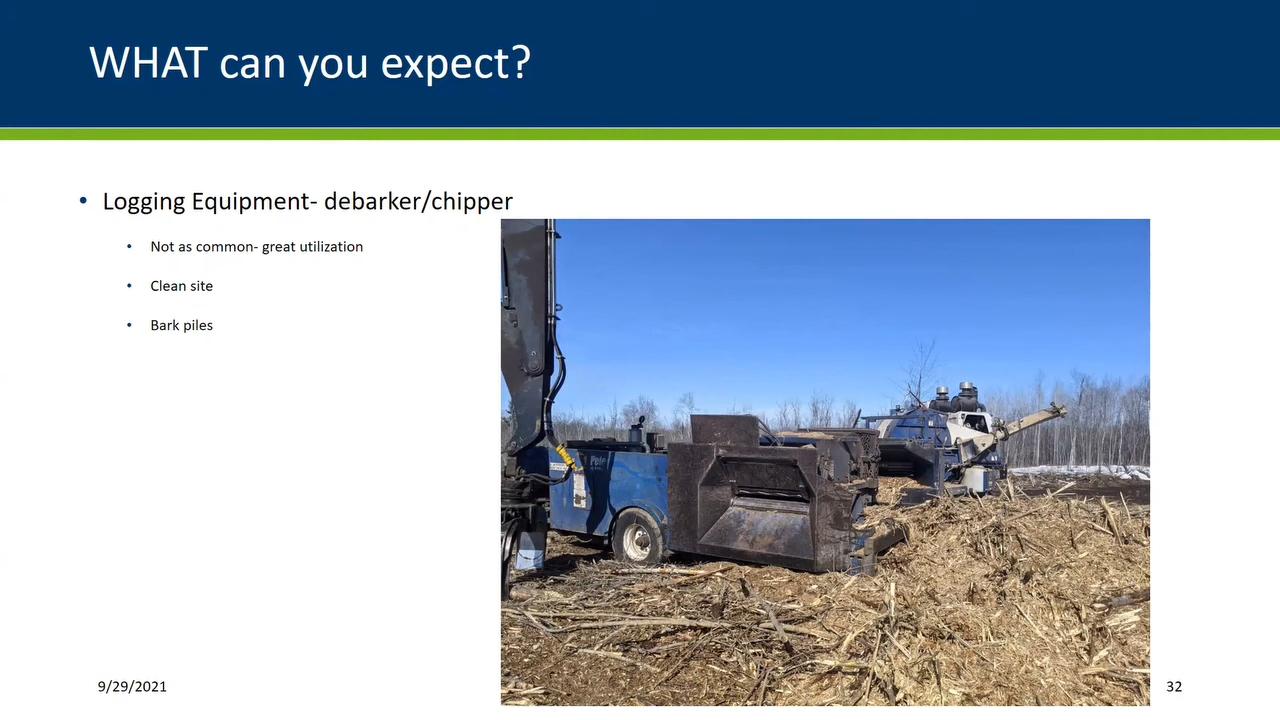 WHAT can you expect?
• Logging Equipment- debarker/chipper
• Not as common- great utilization
• Clean site
• Bark piles
9/29/2021
32